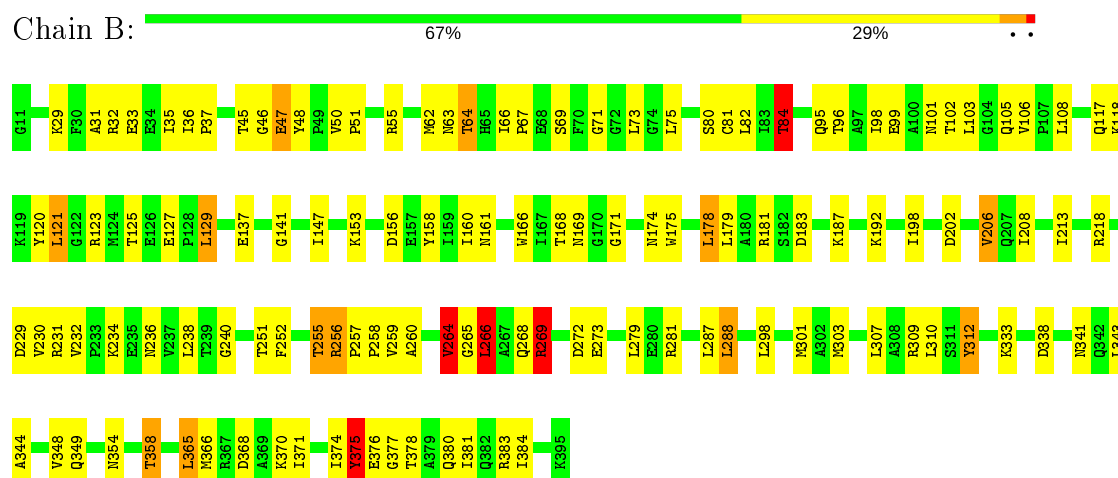 Chain B:
67% 29% • •
G11 K29 F30 A31 R32 E33 E34 I35 I36 P37 T45 G46 E47 Y48 P49 V50 P51 R55 M62 N63 T64 H65 I66 P67 E68 S69 F70 G71 G72 L73 G74 L75 S80 C81 L82 I83 T84 Q95 T96 A97 I98 E99 A100 N101 T102 L103 G104 Q105 V106 P107 L108 Q117 K118
K119 Y120 L121 G122 R123 M124 T125 E126 E127 P128 L129 E137 G141 I147 K153 D156 E157 Y158 I159 I160 N161 W166 I167 T168 N169 G170 G171 N174 W175 L178 L179 A180 R181 S182 D183 K187 K192 I198 D202 V206 Q207 I208 I213 R218
D229 V230 R231 V232 P233 K234 E235 N236 V237 L238 T239 G240 T251 F252 T255 R256 P257 P258 V259 A260 V264 G265 L266 A267 Q268 R269 D272 E273 L279 E280 R281 L287 L288 L298 M301 A302 M303 L307 A308 R309 L310 S311 Y312 K333 D338 N341 Q342 L343
A344 V348 Q349 N354 T358 L365 M366 R367 D368 A369 K370 I371 I374 Y375 E376 G377 T378 A379 Q380 I381 Q382 R383 I384 K395